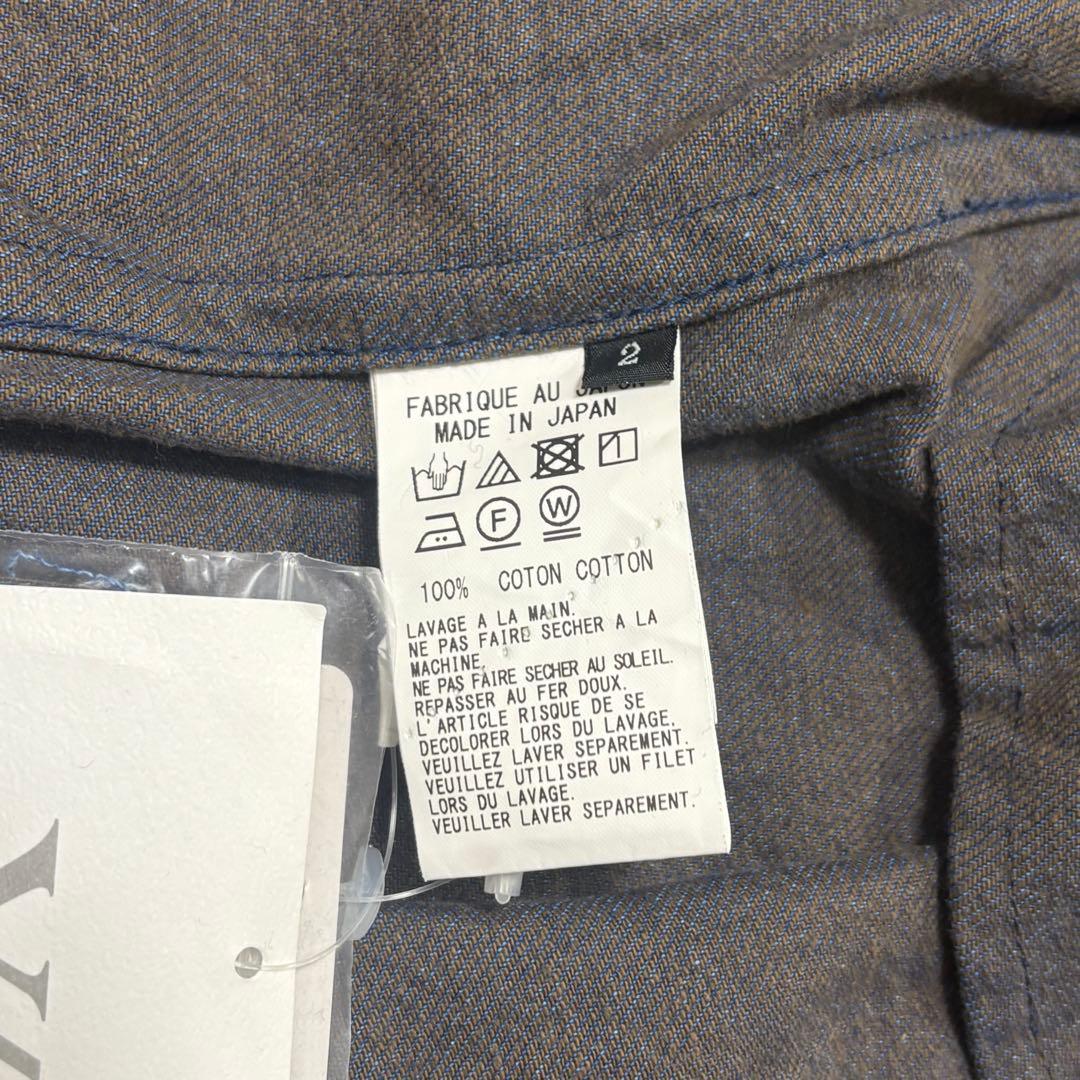 2
FABRIQUE AU JAPON
MADE IN JAPAN
F W
100% COTON COTTON
LAVAGE A LA MAIN.
NE PAS FAIRE SECHER A LA
MACHINE.
NE PAS FAIRE SECHER AU SOLEIL.
REPASSER AU FER DOUX.
L'ARTICLE RISQUE DE SE
DECOLORER LORS DU LAVAGE.
VEUILLEZ LAVER SEPAREMENT.
VEUILLEZ UTILISER UN FILET
LORS DU LAVAGE.
VEUILLER LAVER SEPAREMENT.